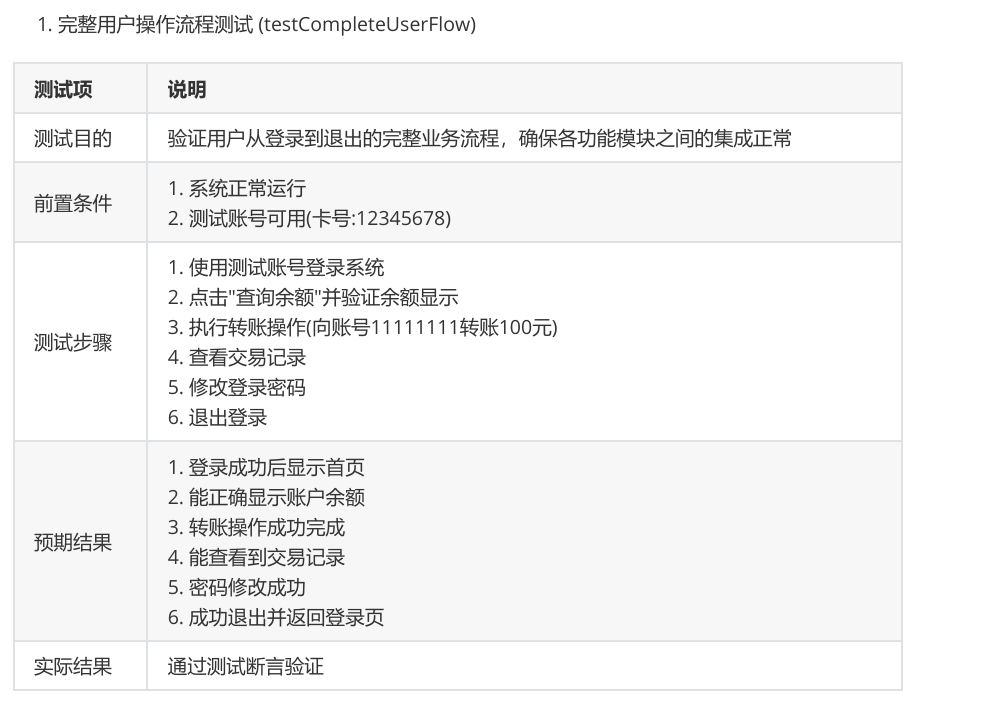 1. 完整用户操作流程测试 (testCompleteUserFlow)
测试项
说明
测试目的
验证用户从登录到退出的完整业务流程，确保各功能模块之间的集成正常
前置条件
1. 系统正常运行
2. 测试账号可用(卡号:12345678)
测试步骤
1. 使用测试账号登录系统
2. 点击"查询余额"并验证余额显示
3. 执行转账操作(向账号11111111转账100元)
4. 查看交易记录
5. 修改登录密码
6. 退出登录
预期结果
1. 登录成功后显示首页
2. 能正确显示账户余额
3. 转账操作成功完成
4. 能查看到交易记录
5. 密码修改成功
6. 成功退出并返回登录页
实际结果
通过测试断言验证